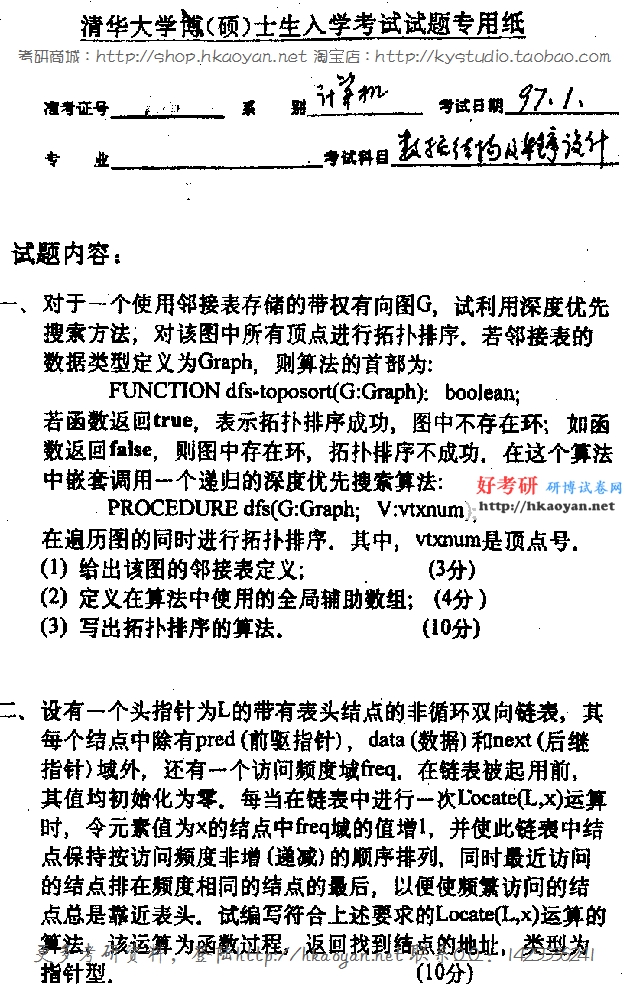 清华大学博(硕)士生入学考试试题专用纸
考研商城：http://shop.hkaoyan.net 淘宝店：http://kystudio.taobao.com
准考证号 系 别 计算机 考试日期 97.1.
专 业 考试科目 数据结构及程序设计
试题内容：
一、对于一个使用邻接表存储的带权有向图G，试利用深度优先
搜索方法，对该图中所有顶点进行拓扑排序．若邻接表的
数据类型定义为Graph，则算法的首部为：
FUNCTION dfs-toposort(G:Graph): boolean;
若函数返回true，表示拓扑排序成功，图中不存在环；如函
数返回false，则图中存在环，拓扑排序不成功．在这个算法
中嵌套调用一个递归的深度优先搜索算法：
好考研 研博试卷网
PROCEDURE dfs(G:Graph; V:vtxnum);
http://hkaoyan.net
在遍历图的同时进行拓扑排序．其中，vtxnum是顶点号．
(1) 给出该图的邻接表定义； (3分)
(2) 定义在算法中使用的全局辅助数组； (4分)
(3) 写出拓扑排序的算法． (10分)
二、设有一个头指针为L的带有表头结点的非循环双向链表，其
每个结点中除有pred (前驱指针)，data (数据) 和next (后继
指针) 域外，还有一个访问频度域freq．在链表被起用前，
其值均初始化为零．每当在链表中进行一次Locate(L,x)运算
时，令元素值为x的结点中freq域的值增1，并使此链表中结
点保持按访问频度非增 (递减) 的顺序排列，同时最近访问
的结点排在频度相同的结点的最后，以便使频繁访问的结
点总是靠近表头．试编写符合上述要求的Locate(L,x)运算的
算法，该运算为函数过程，返回找到结点的地址，类型为
更多考研资料，登陆http://hkaoyan.net 联系QQ：
指针型． (10分)